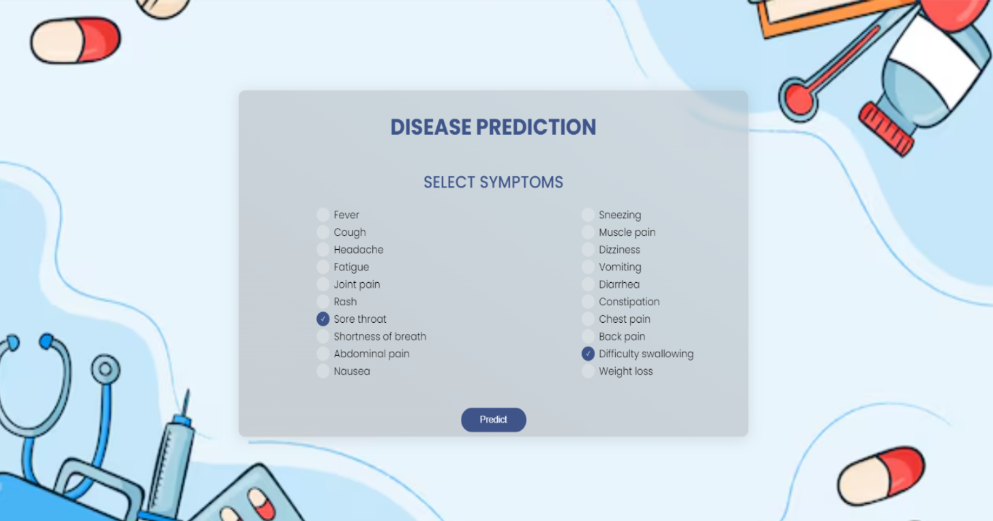 DISEASE PREDICTION
SELECT SYMPTOMS
Fever
Cough
Headache
Fatigue
Joint pain
Rash
Sore throat
Shortness of breath
Abdominal pain
Nausea
Sneezing
Muscle pain
Dizziness
Vomiting
Diarrhea
Constipation
Chest pain
Back pain
Difficulty swallowing
Weight loss
Predict